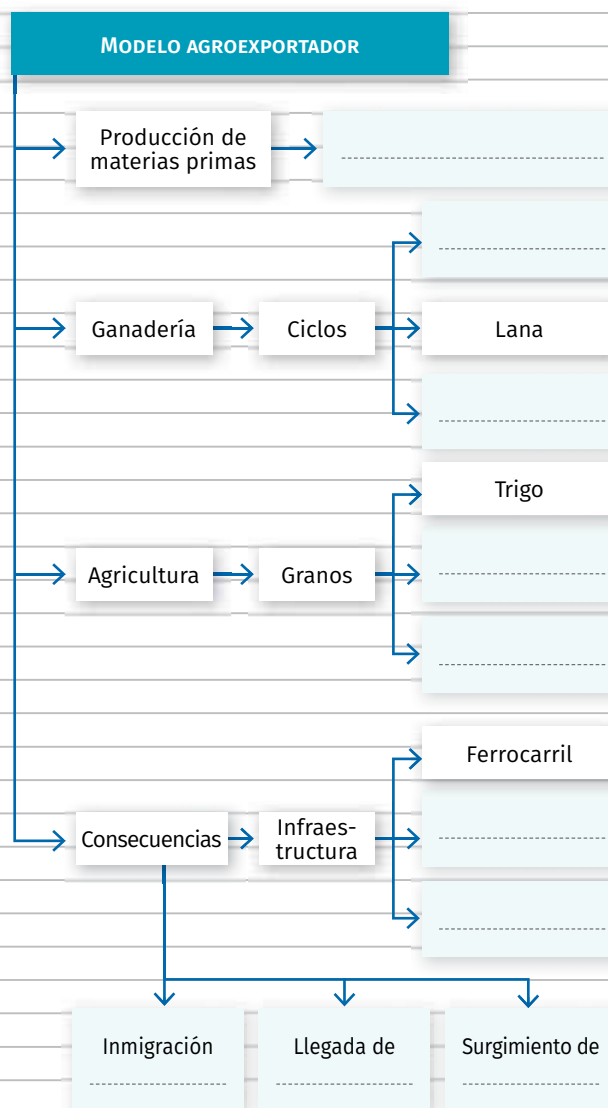 MODELO AGROEXPORTADOR
Producción de
materias primas
Ganadería
Ciclos
Lana
Trigo
Agricultura
Granos
Ferrocarril
Consecuencias
Infraes-
tructura
Inmigración
Llegada de
Surgimiento de